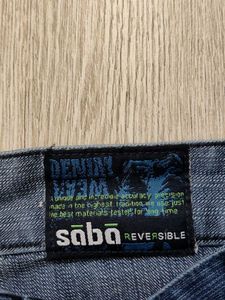 DENIM
WEAR
unique and incredible accuracy precision
made in the highest tradition we use just
the best materials tested for long time
sābā REVERSIBLE